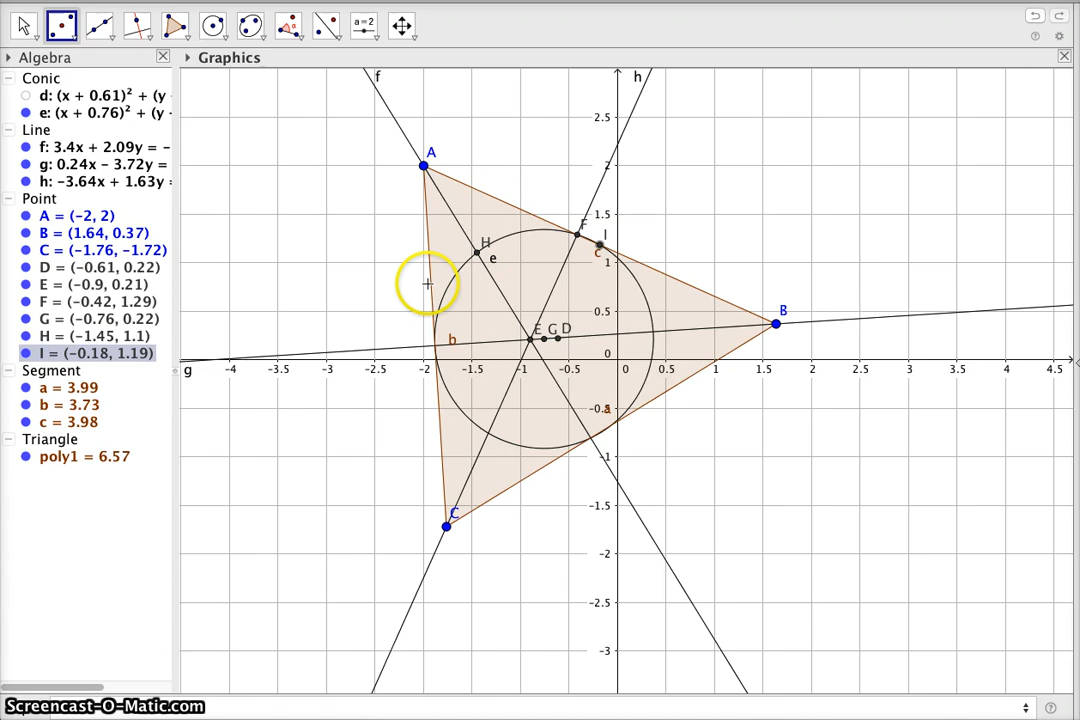 a=2
Algebra
Graphics
Conic
d: (x + 0.61)² + (y -
e: (x + 0.76)² + (y -
Line
f: 3.4x + 2.09y = -
g: 0.24x - 3.72y =
h: -3.64x + 1.63y =
Point
A = (-2, 2)
B = (1.64, 0.37)
C = (-1.76, -1.72)
D = (-0.61, 0.22)
E = (-0.9, 0.21)
F = (-0.42, 1.29)
G = (-0.76, 0.22)
H = (-1.45, 1.1)
I = (-0.18, 1.19)
Segment
a = 3.99
b = 3.73
c = 3.98
Triangle
poly1 = 6.57
f
h
2.5
A
2
1.5
F
I
H
e
c
1
B
0.5
E G D
b
0
g
-4 -3.5 -3 -2.5 -2 -1.5 -1 -0.5 0 0.5 1 1.5 2 2.5 3 3.5 4 4.5
-0.5
a
-1
-1.5
C
-2
-2.5
-3
Screencast-O-Matic.com